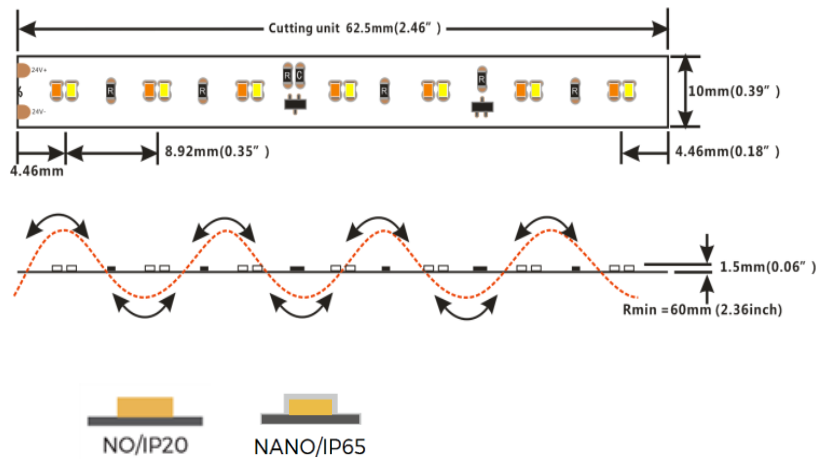 Cutting unit 62.5mm(2.46″ )
24V+
R C
R
R
R
R
R
24V-
10mm(0.39″ )
8.92mm(0.35″ )
4.46mm(0.18″ )
4.46mm
1.5mm(0.06″ )
Rmin =60mm (2.36inch)
NO/IP20
NANO/IP65